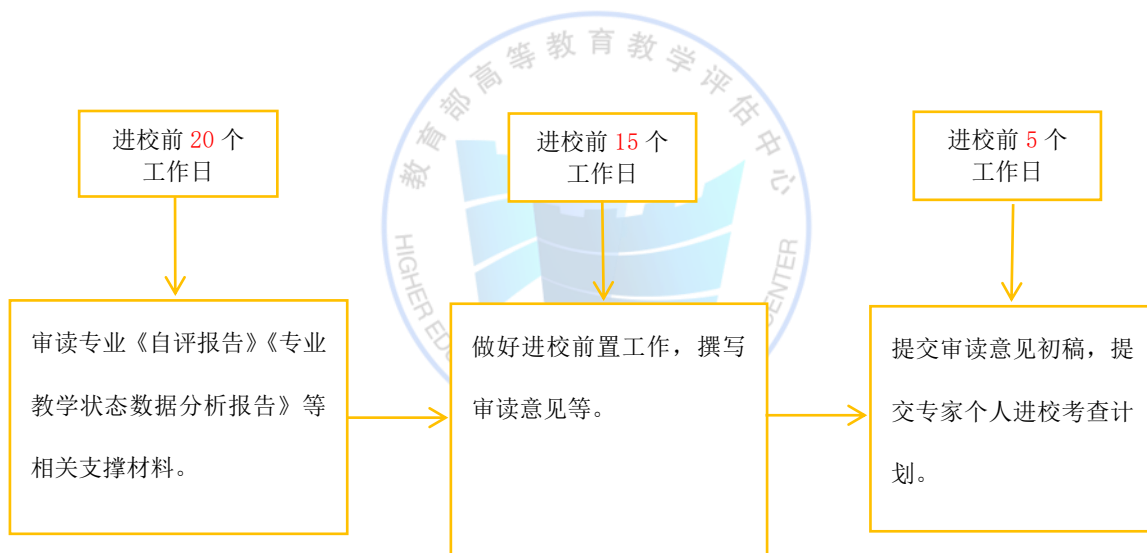 教育部高等教育教学评估中心
进校前 20 个
工作日
进校前 15 个
工作日
进校前 5 个
工作日
审读专业《自评报告》《专业
教学状态数据分析报告》等
相关支撑材料。
做好进校前置工作，撰写
审读意见等。
提交审读意见初稿，提
交专家个人进校考查计
划。
HIGHER EDU
CENTER